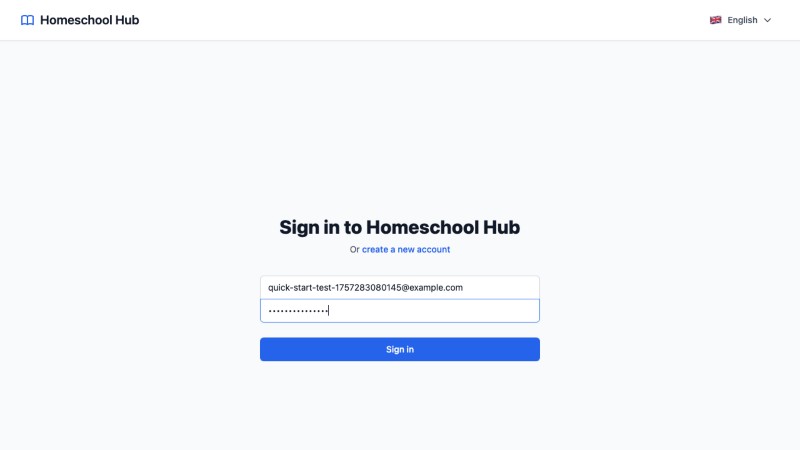 Homeschool Hub
English
Sign in to Homeschool Hub
Or create a new account
quick-start-test-1757283080145@example.com
•••••••••••••••
Sign in